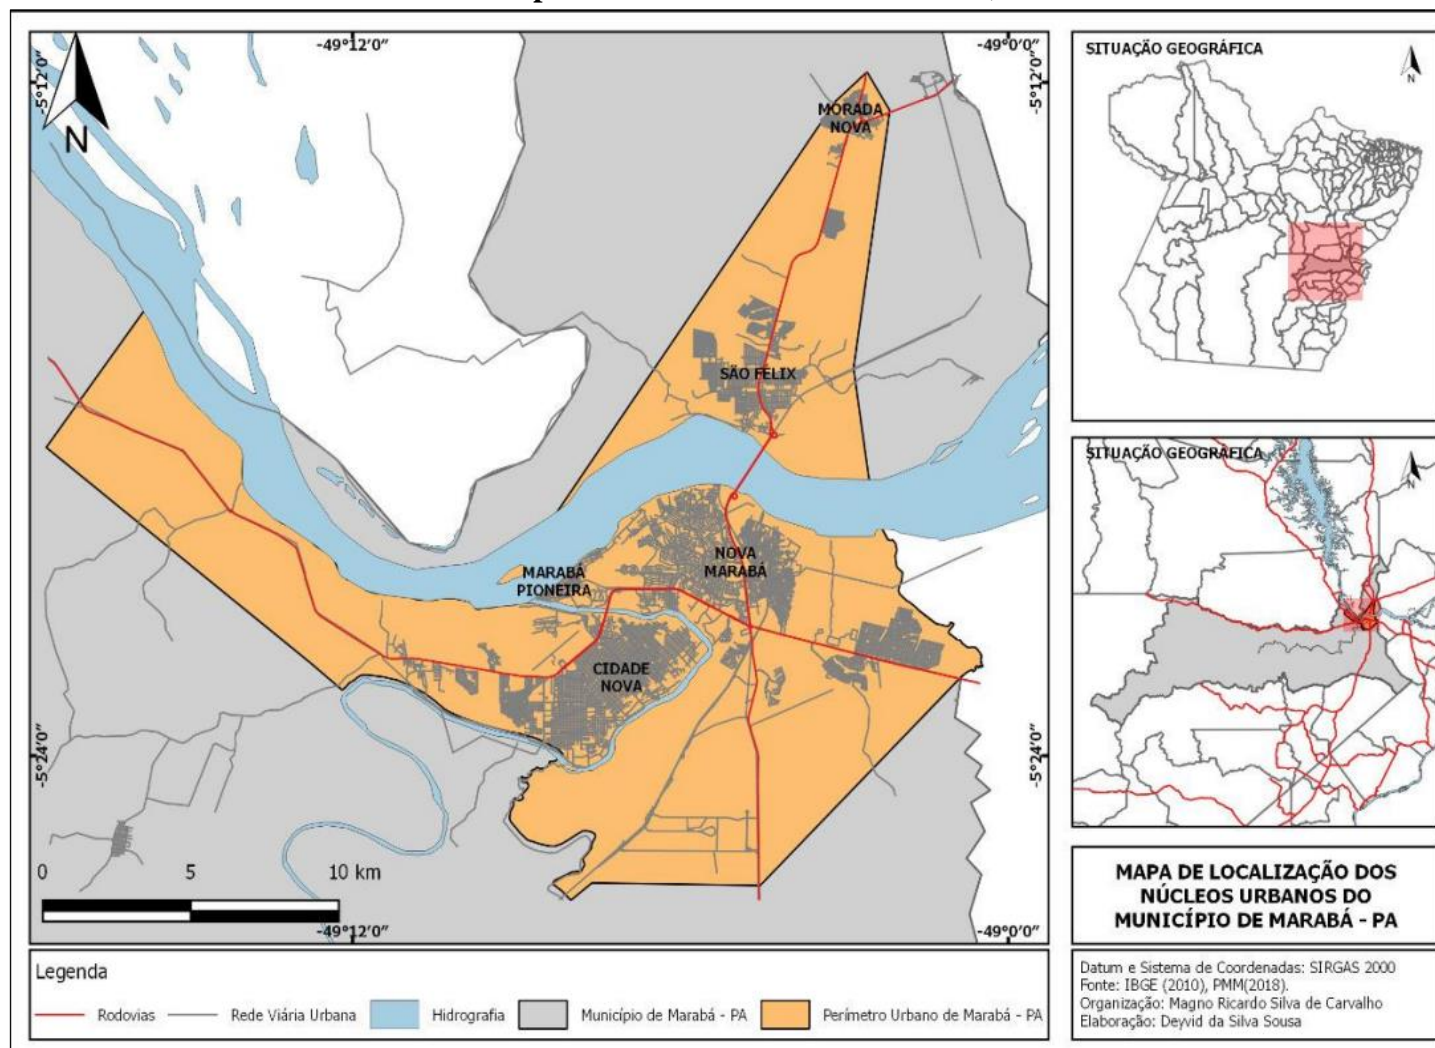 -49°12'0"
-49°0'0"
-5°12'0"
-5°12'0"
N
MORADA
NOVA
SÃO FELIX
NOVA
MARABÁ
MARABÁ
PIONEIRA
CIDADE
NOVA
-5°24'0"
-5°24'0"
0 5 10 km
-49°12'0"
-49°0'0"
SITUAÇÃO GEOGRÁFICA
N
SITUAÇÃO GEOGRÁFICA
N
MAPA DE LOCALIZAÇÃO DOS
NÚCLEOS URBANOS DO
MUNICÍPIO DE MARABÁ - PA
Legenda
Rodovias Rede Viária Urbana Hidrografia Município de Marabá - PA Perímetro Urbano de Marabá - PA
Datum e Sistema de Coordenadas: SIRGAS 2000
Fonte: IBGE (2010), PMM(2018).
Organização: Magno Ricardo Silva de Carvalho
Elaboração: Deyvid da Silva Sousa